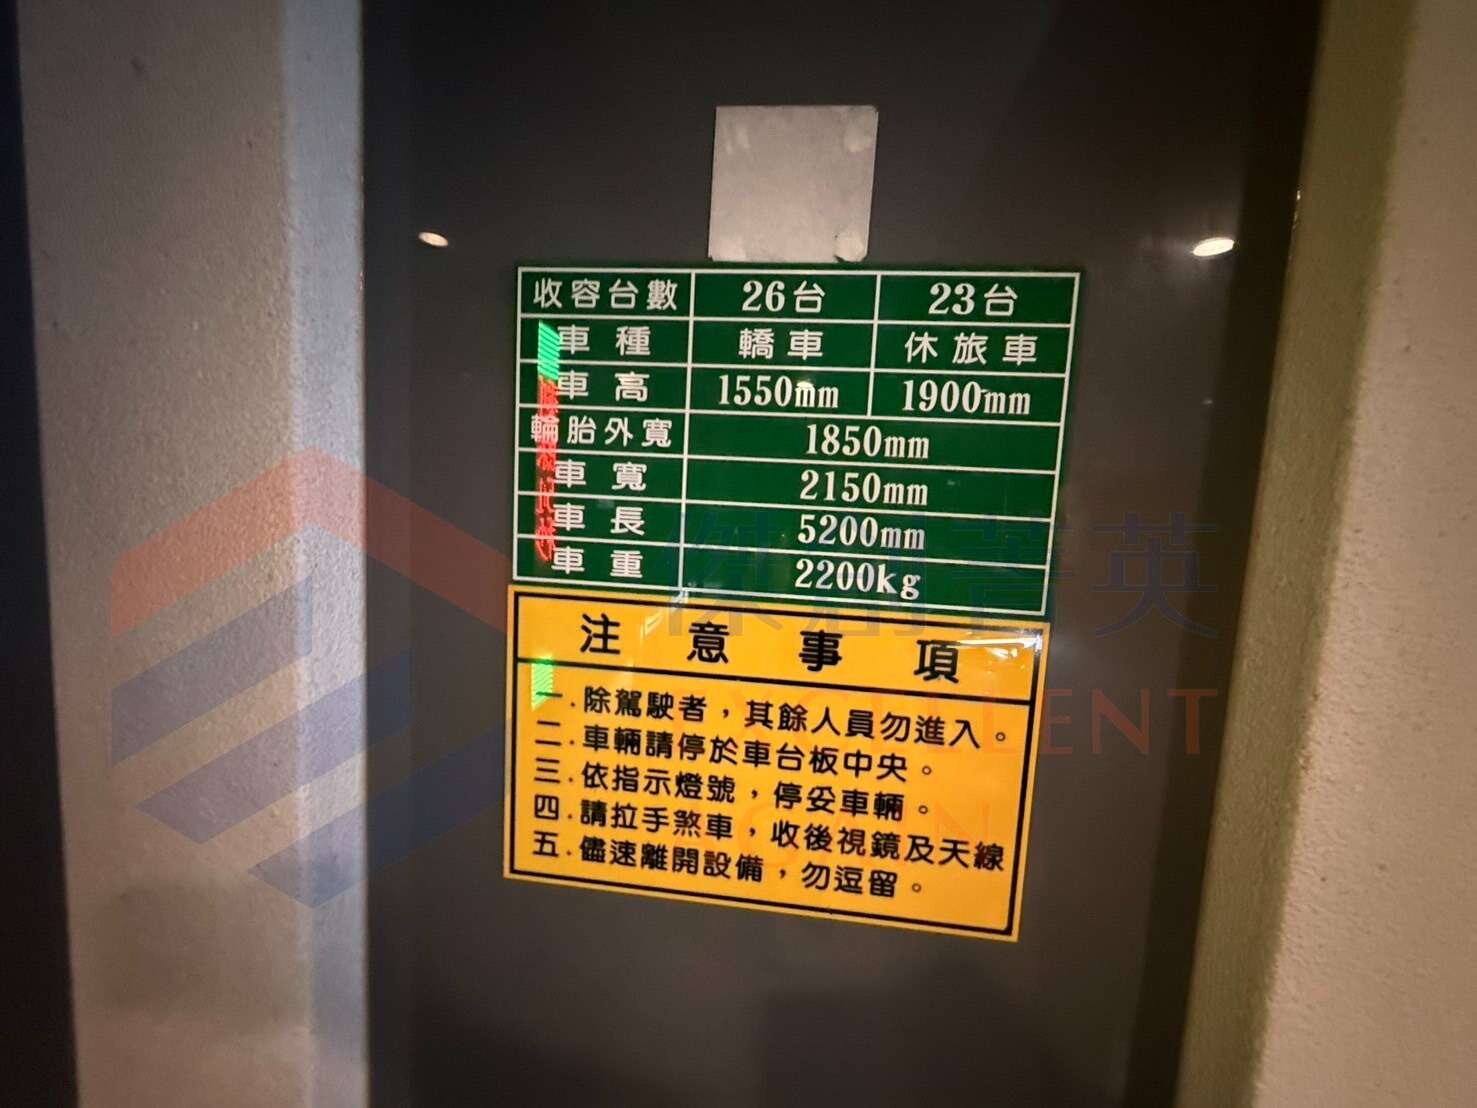 收容台數 26台 23台
車種 轎車 休旅車
車高 1550mm 1900mm
輪胎外寬 1850mm
車寬 2150mm
車長 5200mm
車重 2200kg
注意事項
一.除駕駛者，其餘人員勿進入。
二.車輛請停於車台板中央。
三.依指示燈號，停妥車輛。
四.請拉手煞車，收後視鏡及天線
五.儘速離開設備，勿逗留。
傑創菁英
EXCELLENT